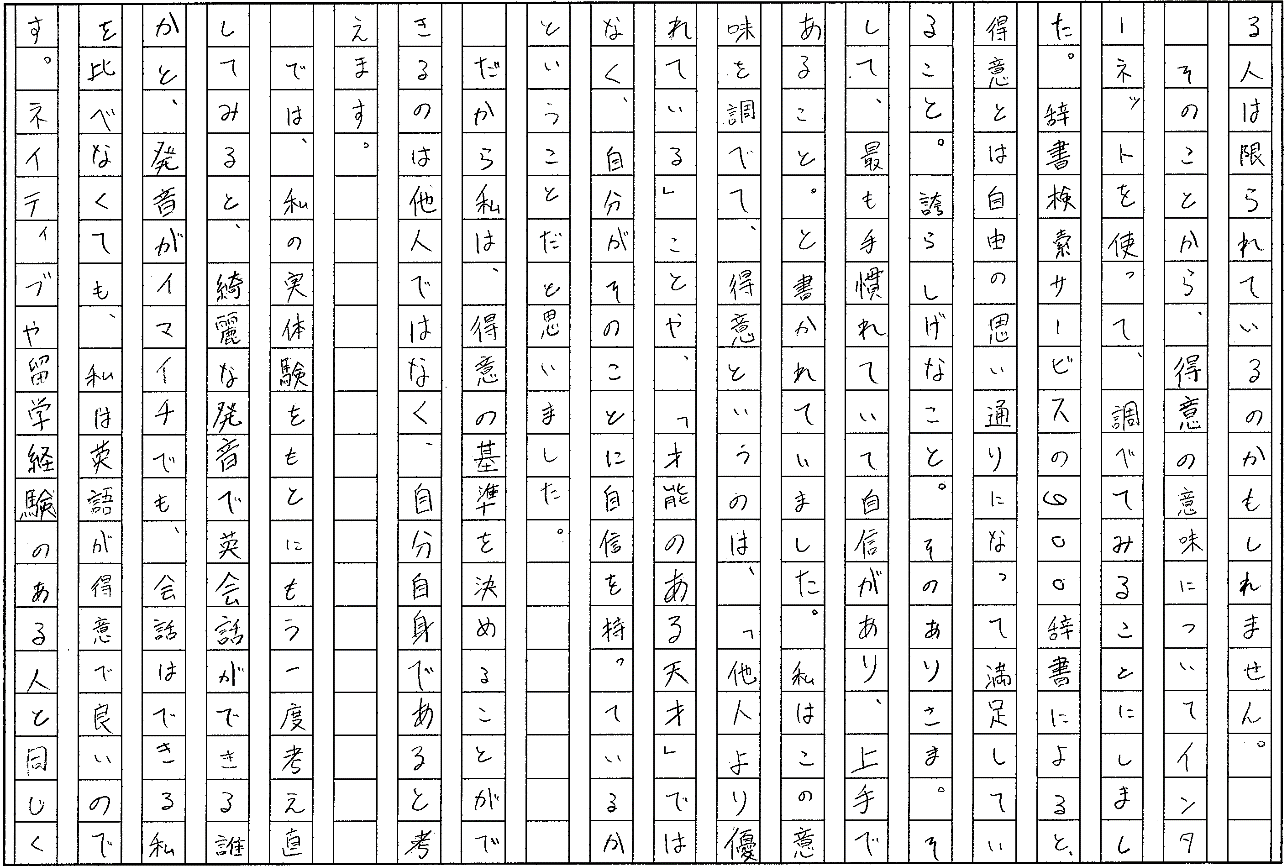 る人は限られているのかもしれません。
そのことから、得意の意味についてインタ
ーネットを使って、調べてみることにしまし
た。辞書検索サービスの6000辞書によると、
得意とは自由の思い通りになって満足してい
ること。誇らしげなこと。そのありさま。そ
して、最も手慣れていて自信があり、上手で
あること。と書かれていました。私はこの意
味を調べて、得意というのは、「他人より優
れている」ことや、「才能のある天才」では
なく、自分がそのことに自信を持っているか
ということだと思いました。
だから私は、得意の基準を決めることがで
きるのは他人ではなく、自分自身であると考
えます。
では、私の実体験をもとにもう一度考え直
してみると、綺麗な発音で英会話ができる誰
かと、発音がイマイチでも、会話はできる私
を比べなくても、私は英語が得意で良いので
す。ネイティブや留学経験のある人と同じく